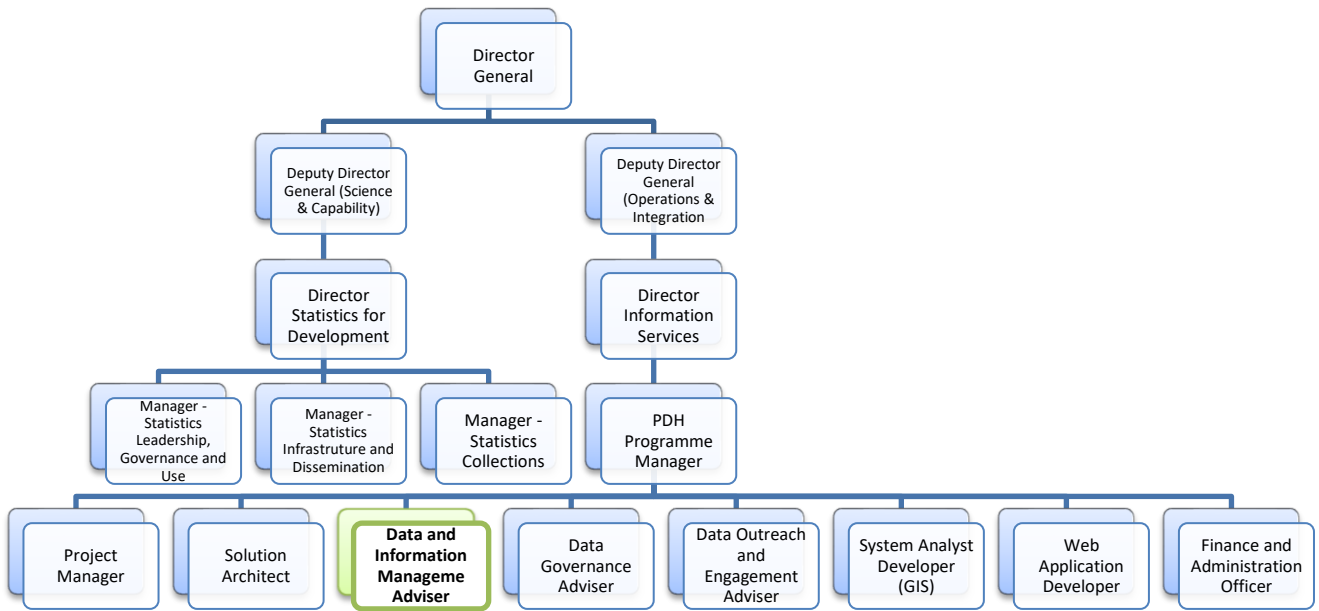 Director
General
Deputy Director
General (Science
& Capability)
Deputy Director
General
(Operations &
Integration
Director
Statistics for
Development
Director
Information
Services
Manager -
Statistics
Leadership,
Governance and
Use
Manager -
Statistics
Infrastruture and
Dissemination
Manager -
Statistics
Collections
PDH
Programme
Manager
Project
Manager
Solution
Architect
Data and
Information
Manageme
Adviser
Data
Governance
Adviser
Data Outreach
and
Engagement
Adviser
System Analyst
Developer
(GIS)
Web
Application
Developer
Finance and
Administration
Officer